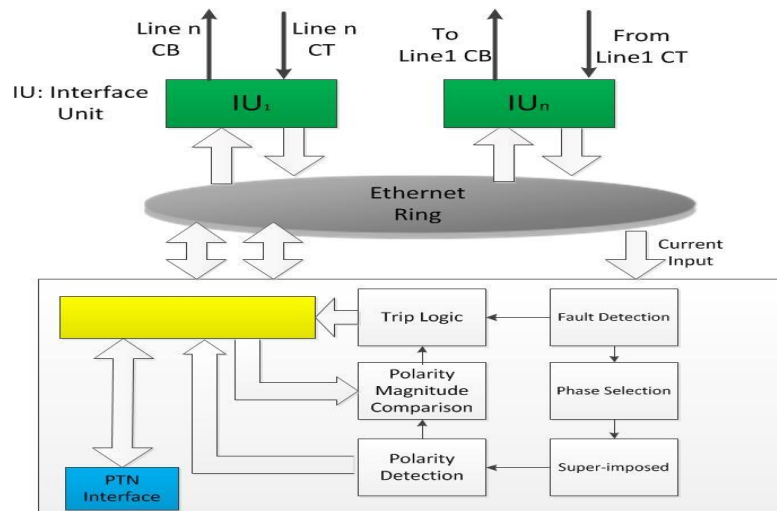 Line n
CB
Line n
CT
To
Line1 CB
From
Line1 CT
IU: Interface
Unit
IU₁
IUₙ
Ethernet
Ring
Current
Input
Trip Logic
Fault Detection
Polarity
Magnitude
Comparison
Phase Selection
Polarity
Detection
Super-imposed
PTN
Interface